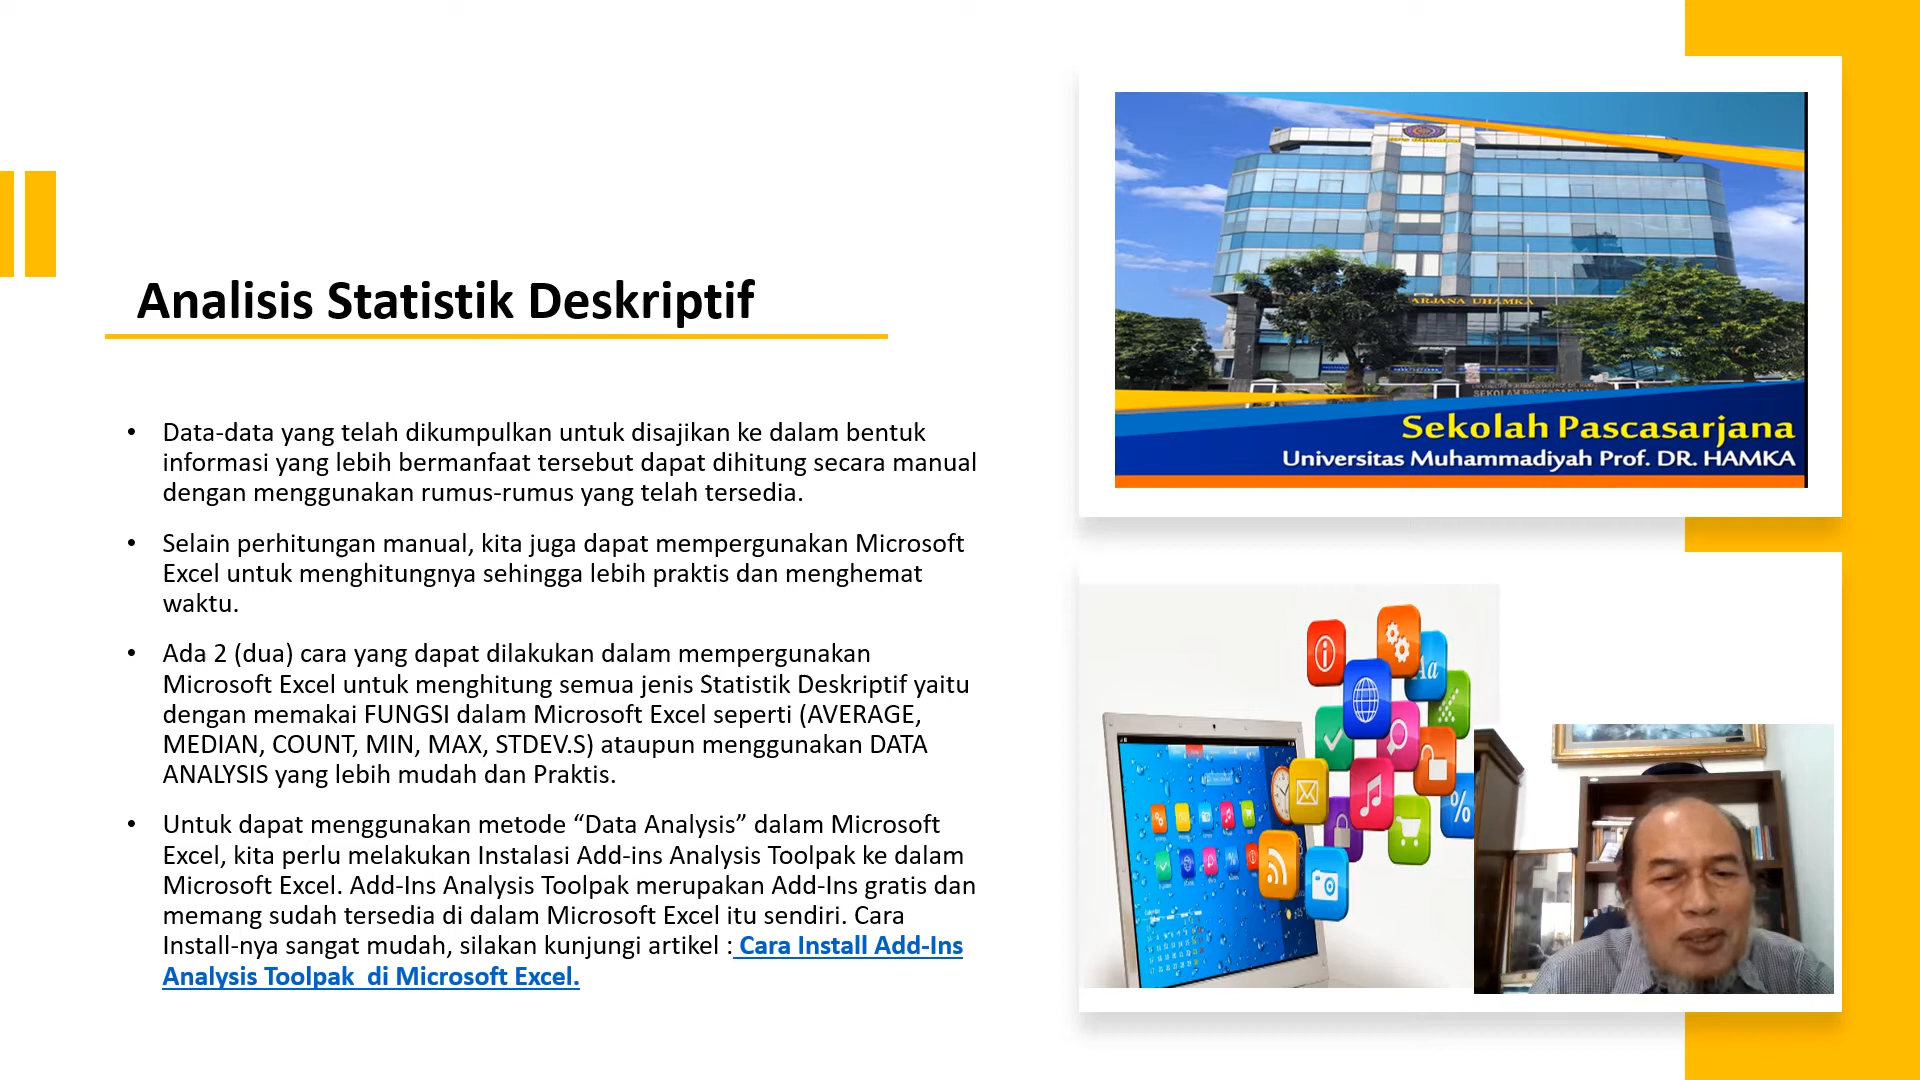 Analisis Statistik Deskriptif
• Data-data yang telah dikumpulkan untuk disajikan ke dalam bentuk
informasi yang lebih bermanfaat tersebut dapat dihitung secara manual
dengan menggunakan rumus-rumus yang telah tersedia.
• Selain perhitungan manual, kita juga dapat mempergunakan Microsoft
Excel untuk menghitungnya sehingga lebih praktis dan menghemat
waktu.
• Ada 2 (dua) cara yang dapat dilakukan dalam mempergunakan
Microsoft Excel untuk menghitung semua jenis Statistik Deskriptif yaitu
dengan memakai FUNGSI dalam Microsoft Excel seperti (AVERAGE,
MEDIAN, COUNT, MIN, MAX, STDEV.S) ataupun menggunakan DATA
ANALYSIS yang lebih mudah dan Praktis.
• Untuk dapat menggunakan metode “Data Analysis” dalam Microsoft
Excel, kita perlu melakukan Instalasi Add-ins Analysis Toolpak ke dalam
Microsoft Excel. Add-Ins Analysis Toolpak merupakan Add-Ins gratis dan
memang sudah tersedia di dalam Microsoft Excel itu sendiri. Cara
Install-nya sangat mudah, silakan kunjungi artikel : Cara Install Add-Ins
Analysis Toolpak  di Microsoft Excel.
ARJANA UHAMKA
Sekolah Pascasarjana
Universitas Muhammadiyah Prof. DR. HAMKA
Aa
%